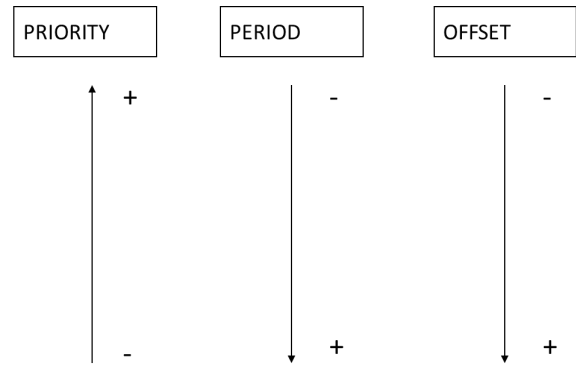 PRIORITY PERIOD OFFSET
+ - -
- + +